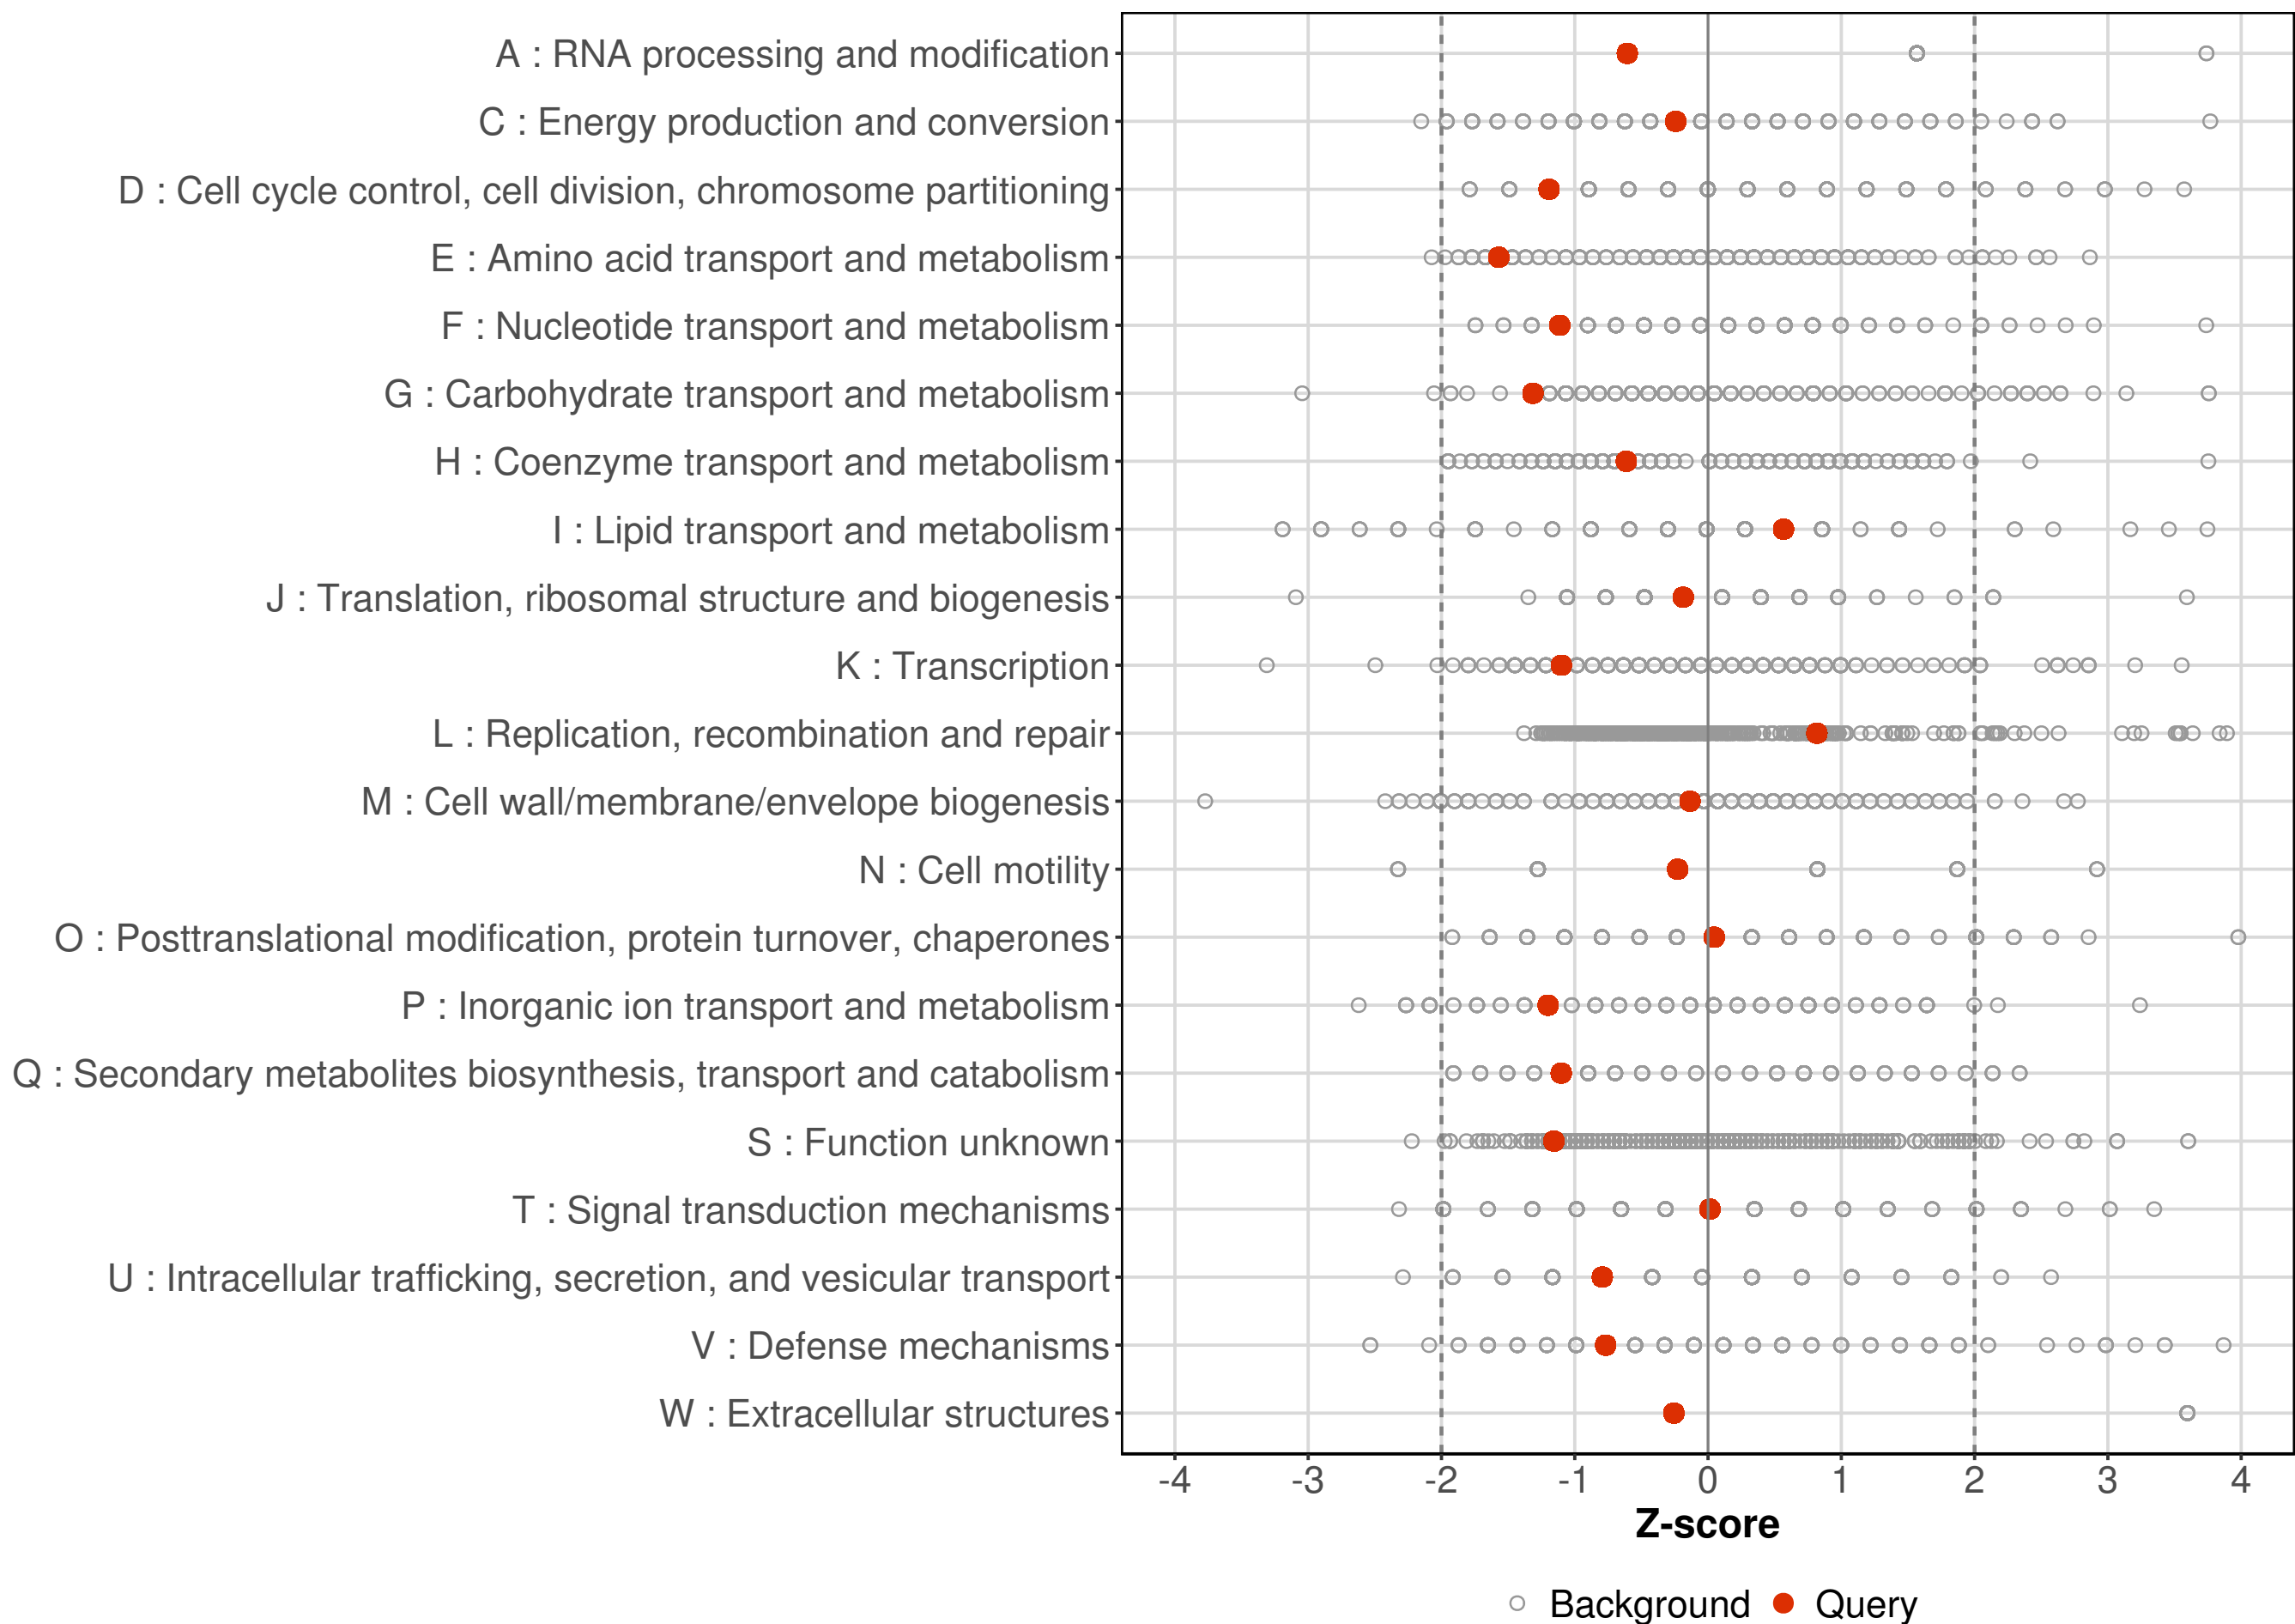 A : RNA processing and modification
C : Energy production and conversion
D : Cell cycle control, cell division, chromosome partitioning
E : Amino acid transport and metabolism
F : Nucleotide transport and metabolism
G : Carbohydrate transport and metabolism
H : Coenzyme transport and metabolism
I : Lipid transport and metabolism
J : Translation, ribosomal structure and biogenesis
K : Transcription
L : Replication, recombination and repair
M : Cell wall/membrane/envelope biogenesis
N : Cell motility
O : Posttranslational modification, protein turnover, chaperones
P : Inorganic ion transport and metabolism
Q : Secondary metabolites biosynthesis, transport and catabolism
S : Function unknown
T : Signal transduction mechanisms
U : Intracellular trafficking, secretion, and vesicular transport
V : Defense mechanisms
W : Extracellular structures
-4 -3 -2 -1 0 1 2 3 4
Z-score
Background Query